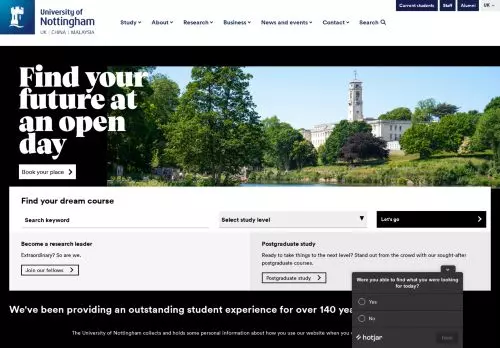 Current students Staff Alumni UK
University of
Nottingham
UK | CHINA | MALAYSIA
Study About Research Business News and events Contact Search
Find your
future at
an open
day
Book your place
Find your dream course
Search keyword
Select study level
Let's go
Become a research leader
Extraordinary? So are we.
Join our fellows
Postgraduate study
Ready to take things to the next level? Stand out from the crowd with our sought-after
postgraduate courses.
Postgraduate study
Were you able to find what you were looking
for today?
Yes
No
hotjar
Next
We've been providing an outstanding student experience for over 140 yea
The University of Nottingham collects and holds some personal information about how you use our website when you